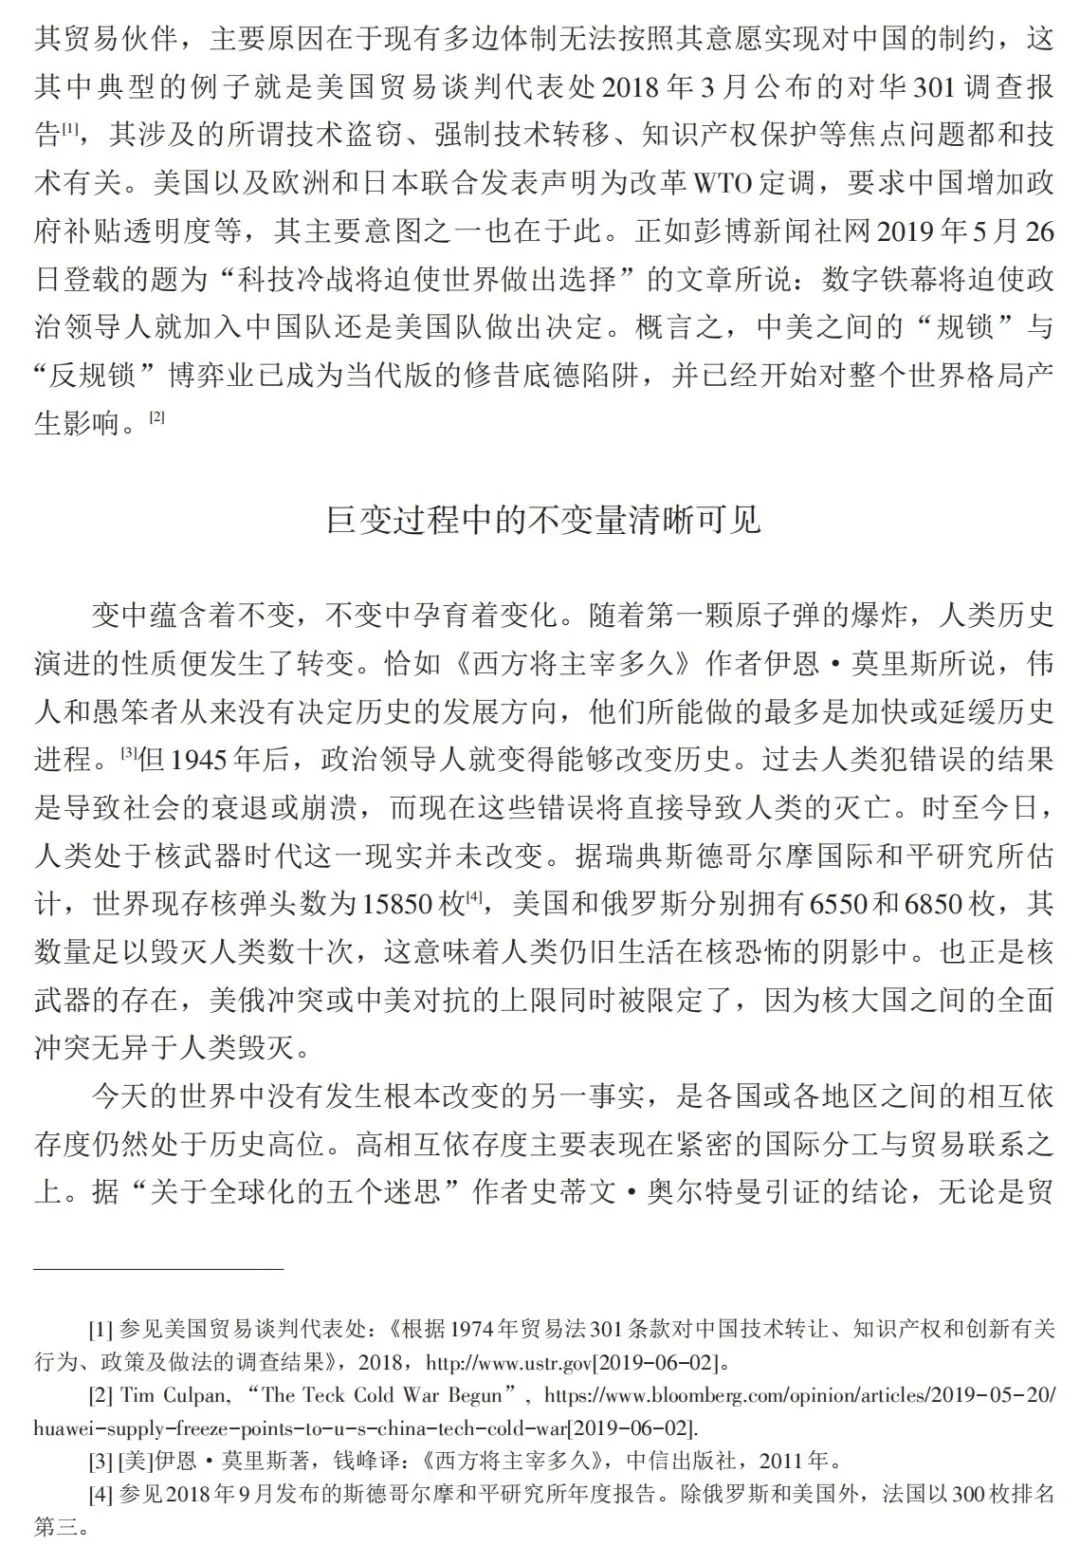 其贸易伙伴，主要原因在于现有多边体制无法按照其意愿实现对中国的制约，这
其中典型的例子就是美国贸易谈判代表处2018年3月公布的对华301调查报
告[1]，其涉及的所谓技术盗窃、强制技术转移、知识产权保护等焦点问题都和技
术有关。美国以及欧洲和日本联合发表声明为改革WTO定调，要求中国增加政
府补贴透明度等，其主要意图之一也在于此。正如彭博新闻社网2019年5月26
日登载的题为“科技冷战将迫使世界做出选择”的文章所说：数字铁幕将迫使政
治领导人就加入中国队还是美国队做出决定。概言之，中美之间的“规锁”与
“反规锁”博弈业已成为当代版的修昔底德陷阱，并已经开始对整个世界格局产
生影响。[2]
巨变过程中的不变量清晰可见
变中蕴含着不变，不变中孕育着变化。随着第一颗原子弹的爆炸，人类历史
演进的性质便发生了转变。恰如《西方将主宰多久》作者伊恩·莫里斯所说，伟
人和愚笨者从来没有决定历史的发展方向，他们所能做的最多是加快或延缓历史
进程。[3]但1945年后，政治领导人就变得能够改变历史。过去人类犯错误的结果
是导致社会的衰退或崩溃，而现在这些错误将直接导致人类的灭亡。时至今日，
人类处于核武器时代这一现实并未改变。据瑞典斯德哥尔摩国际和平研究所估
计，世界现存核弹头数为15850枚[4]，美国和俄罗斯分别拥有6550和6850枚，其
数量足以毁灭人类数十次，这意味着人类仍旧生活在核恐怖的阴影中。也正是核
武器的存在，美俄冲突或中美对抗的上限同时被限定了，因为核大国之间的全面
冲突无异于人类毁灭。
今天的世界中没有发生根本改变的另一事实，是各国或各地区之间的相互依
存度仍然处于历史高位。高相互依存度主要表现在紧密的国际分工与贸易联系之
上。据“关于全球化的五个迷思”作者史蒂文·奥尔特曼引证的结论，无论是贸
[1] 参见美国贸易谈判代表处：《根据1974年贸易法301条款对中国技术转让、知识产权和创新有关
行为、政策及做法的调查结果》，2018，http://www.ustr.gov[2019-06-02]。
[2] Tim Culpan, “The Teck Cold War Begun”, https://www.bloomberg.com/opinion/articles/2019-05-20/
huawei-supply-freeze-points-to-u-s-china-tech-cold-war[2019-06-02].
[3] [美]伊恩·莫里斯著，钱峰译：《西方将主宰多久》，中信出版社，2011年。
[4] 参见2018年9月发布的斯德哥尔摩和平研究所年度报告。除俄罗斯和美国外，法国以300枚排名
第三。